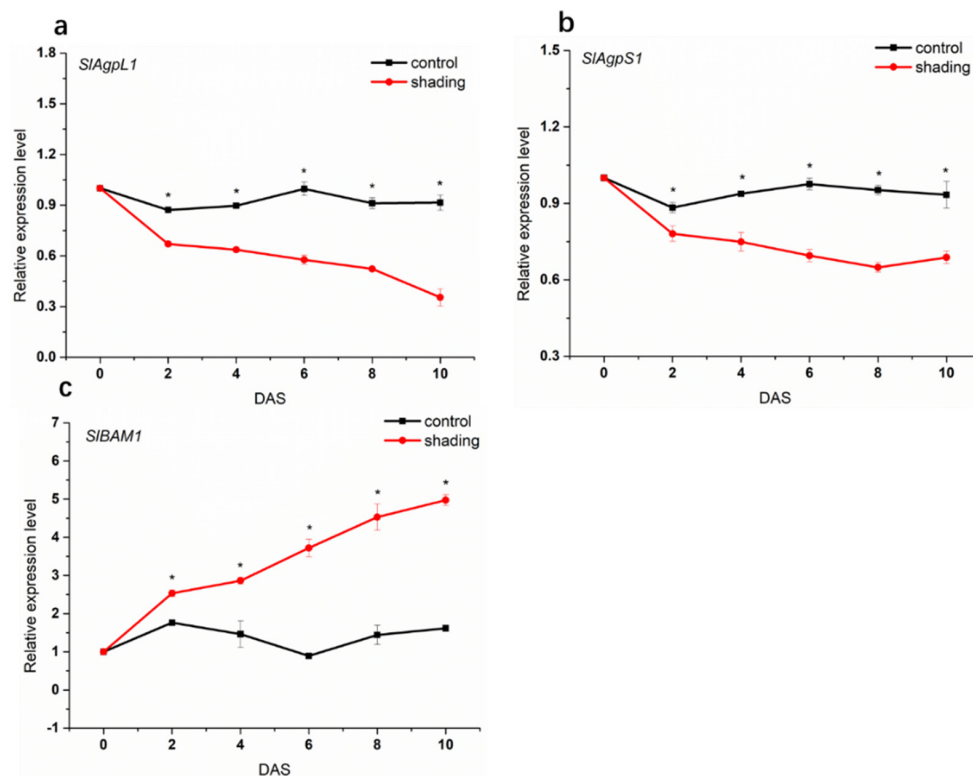 a
SlAgpL1
control
shading
1.8
1.5
1.2
0.9
0.6
0.3
0.0
Relative expression level
* * * * *
0 2 4 6 8 10
DAS
b
SlAgpS1
control
shading
1.5
1.2
0.9
0.6
0.3
Relative expression level
* * * * *
0 2 4 6 8 10
DAS
c
SlBAM1
control
shading
7
6
5
4
3
2
1
0
-1
Relative expression level
* * * * *
0 2 4 6 8 10
DAS